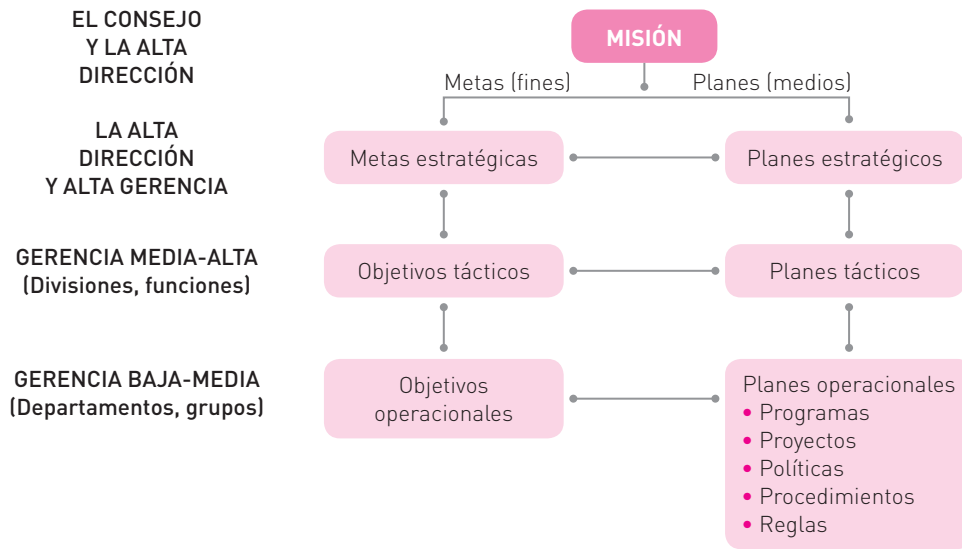 EL CONSEJO
Y LA ALTA
DIRECCIÓN
MISIÓN
Metas (fines)
Planes (medios)
LA ALTA
DIRECCIÓN
Y ALTA GERENCIA
Metas estratégicas
Planes estratégicos
GERENCIA MEDIA-ALTA
(Divisiones, funciones)
Objetivos tácticos
Planes tácticos
GERENCIA BAJA-MEDIA
(Departamentos, grupos)
Objetivos
operacionales
Planes operacionales
• Programas
• Proyectos
• Políticas
• Procedimientos
• Reglas